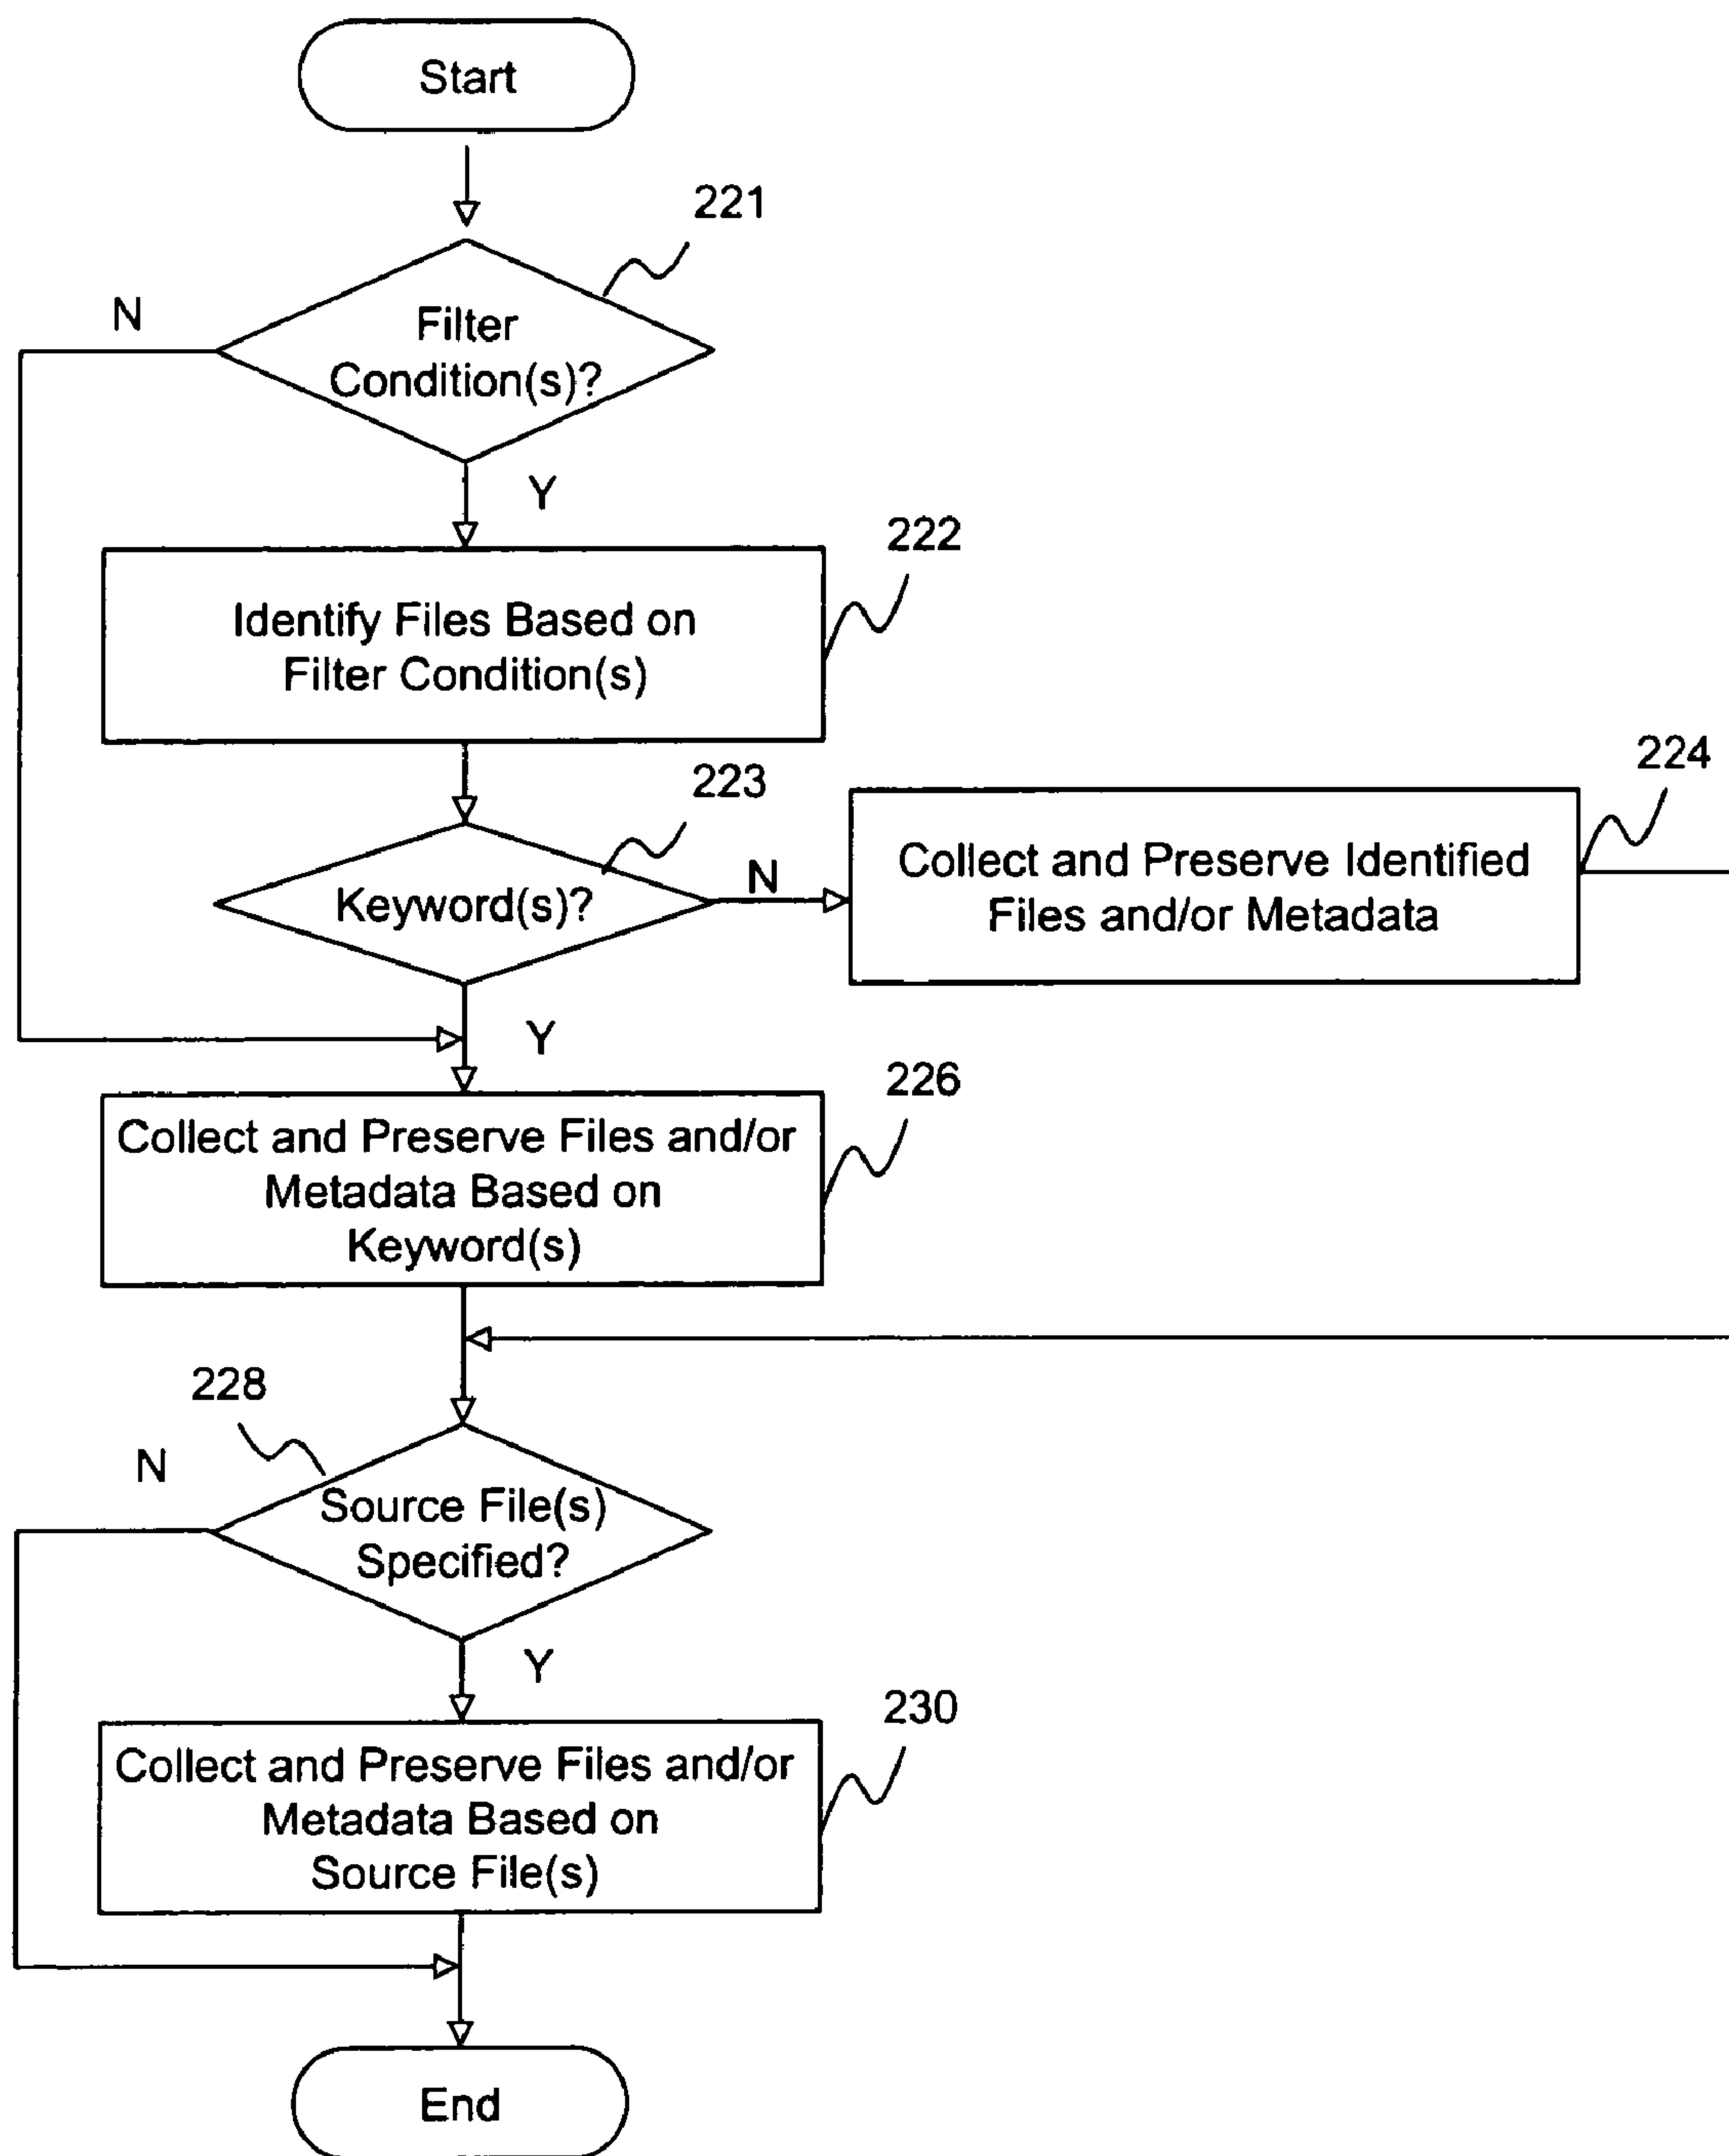 Start
221
N
Filter
Condition(s)?
Y
222
Identify Files Based on
Filter Condition(s)
223
Keyword(s)?
N
224
Collect and Preserve Identified
Files and/or Metadata
Y
226
Collect and Preserve Files and/or
Metadata Based on
Keyword(s)
228
N
Source File(s)
Specified?
Y
230
Collect and Preserve Files and/or
Metadata Based on
Source File(s)
End